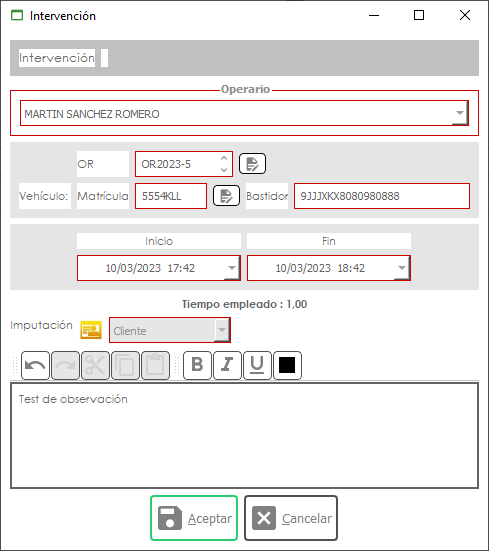 Intervención
Intervención
Operario
MARTIN SANCHEZ ROMERO
OR OR2023-5
Vehículo: Matrícula 5554KLL Bastidor 9JJJXKX8080980888
Inicio Fin
10/03/2023 17:42 10/03/2023 18:42
Tiempo empleado : 1,00
Imputación Cliente
B I U
Test de observación
Aceptar Cancelar